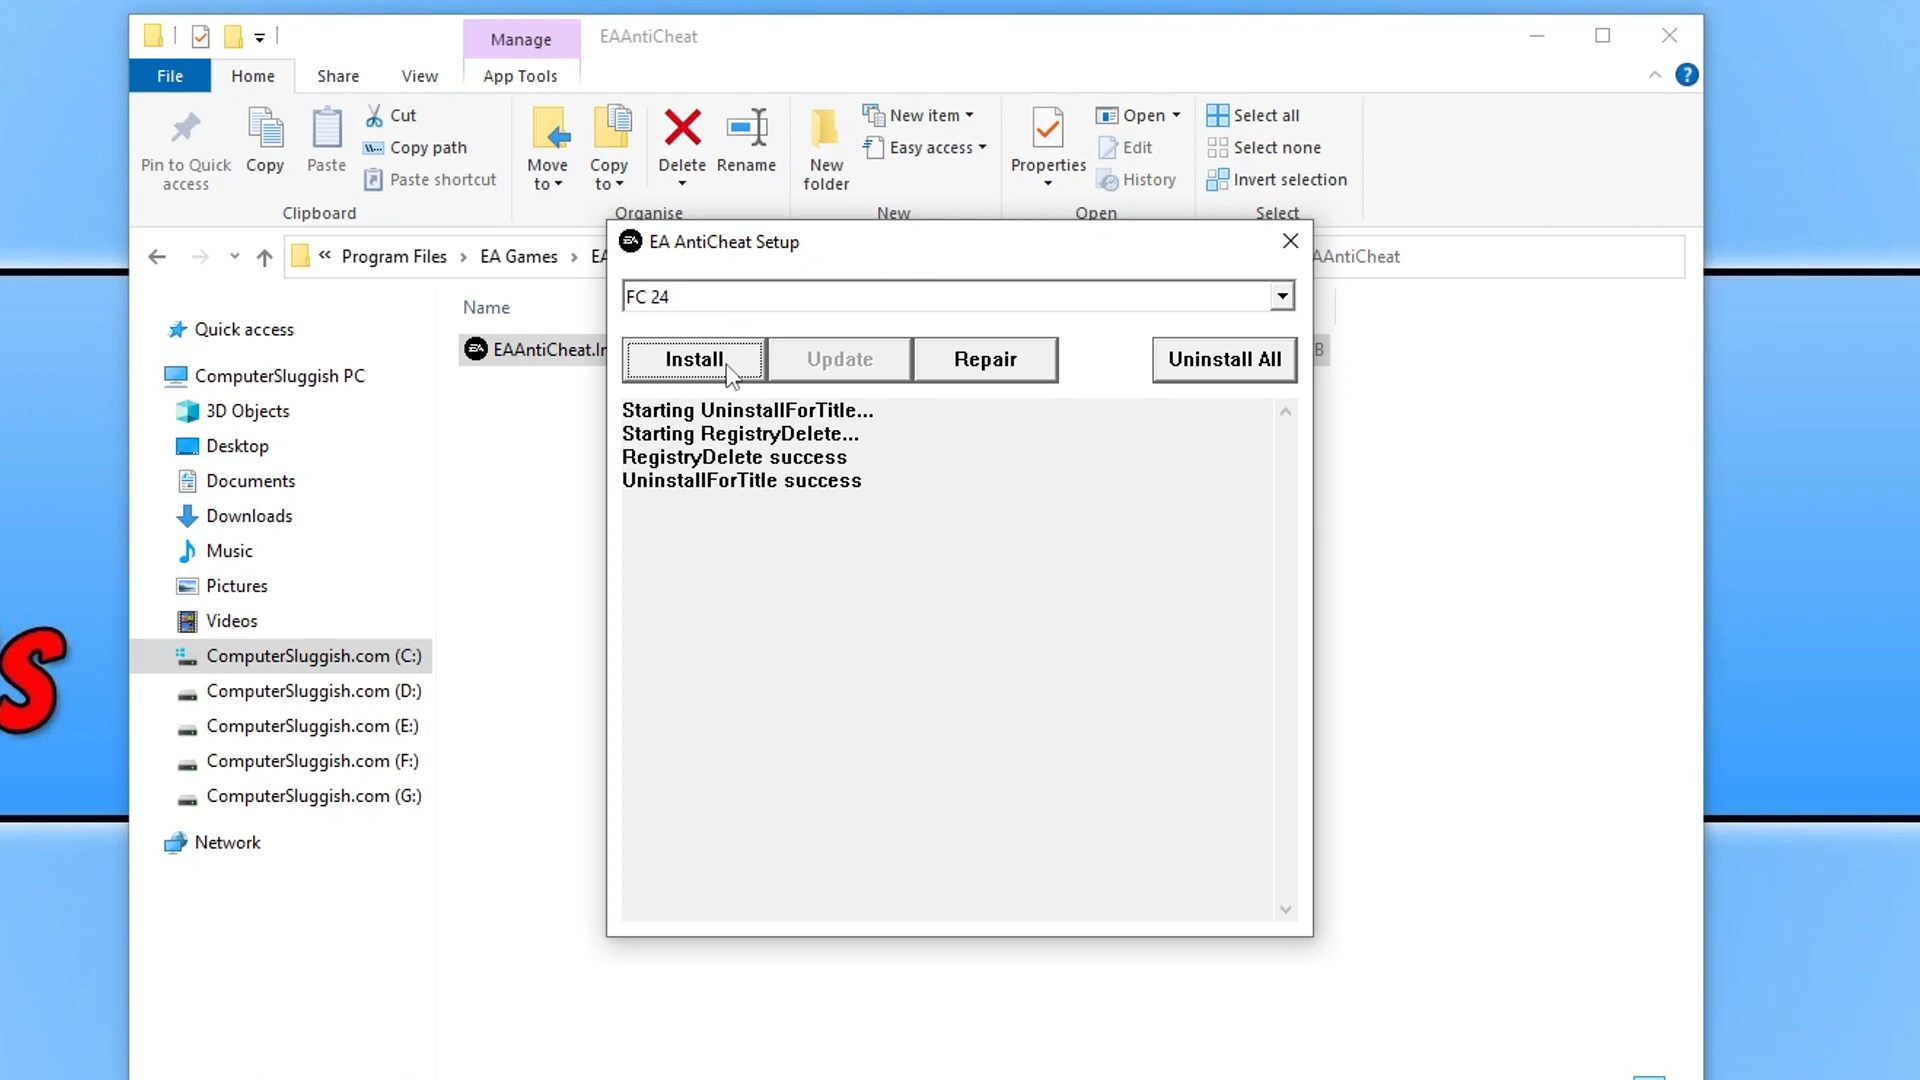 Manage
EAAntiCheat
File
Home
Share
View
App Tools
Pin to Quick access
Copy
Paste
Cut
Copy path
Paste shortcut
Clipboard
Move to
Copy to
Delete
Rename
Organise
New folder
New item
Easy access
New
Properties
Open
Edit
History
Open
Select all
Select none
Invert selection
Select
« Program Files > EA Games >
AntiCheat
Name
EAAntiCheat.In
B
Quick access
ComputerSluggish PC
3D Objects
Desktop
Documents
Downloads
Music
Pictures
Videos
ComputerSluggish.com (C:)
ComputerSluggish.com (D:)
ComputerSluggish.com (E:)
ComputerSluggish.com (F:)
ComputerSluggish.com (G:)
Network
EA AntiCheat Setup
FC 24
Install
Update
Repair
Uninstall All
Starting UninstallForTitle...
Starting RegistryDelete...
RegistryDelete success
UninstallForTitle success
s